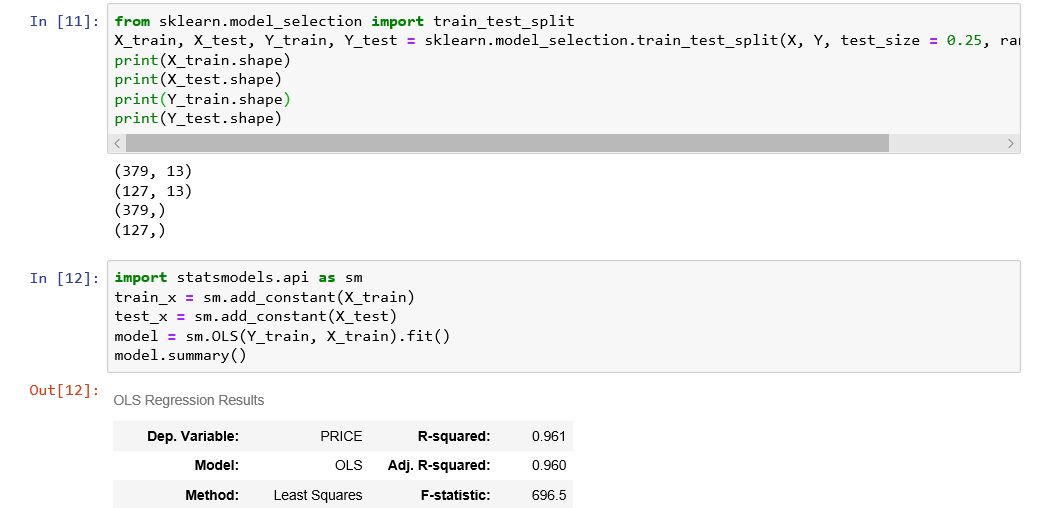 In [11]: from sklearn.model_selection import train_test_split
X_train, X_test, Y_train, Y_test = sklearn.model_selection.train_test_split(X, Y, test_size = 0.25,
print(X_train.shape)
print(X_test.shape)
print(Y_train.shape)
print(Y_test.shape)
(379, 13)
(127, 13)
(379,)
(127,)
In [12]: import statsmodels.api as sm
train_x = sm.add_constant(X_train)
test_x = sm.add_constant(X_test)
model = sm.OLS(Y_train, X_train).fit()
model.summary()
Out[12]:
OLS Regression Results
Dep. Variable: PRICE R-squared: 0.961
Model: OLS Adj. R-squared: 0.960
Method: Least Squares F-statistic: 696.5